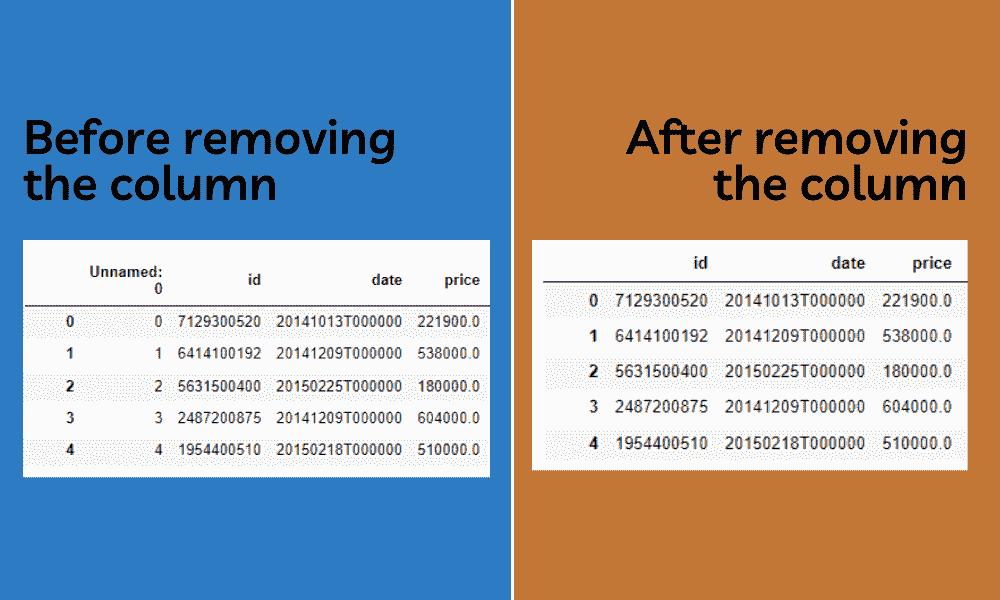 Before removing
the column
Unnamed:
0 id date price
0 0 7129300520 20141013T000000 221900.0
1 1 6414100192 20141209T000000 538000.0
2 2 5631500400 20150225T000000 180000.0
3 3 2487200875 20141209T000000 604000.0
4 4 1954400510 20150218T000000 510000.0
After removing
the column
id date price
0 7129300520 20141013T000000 221900.0
1 6414100192 20141209T000000 538000.0
2 5631500400 20150225T000000 180000.0
3 2487200875 20141209T000000 604000.0
4 1954400510 20150218T000000 510000.0